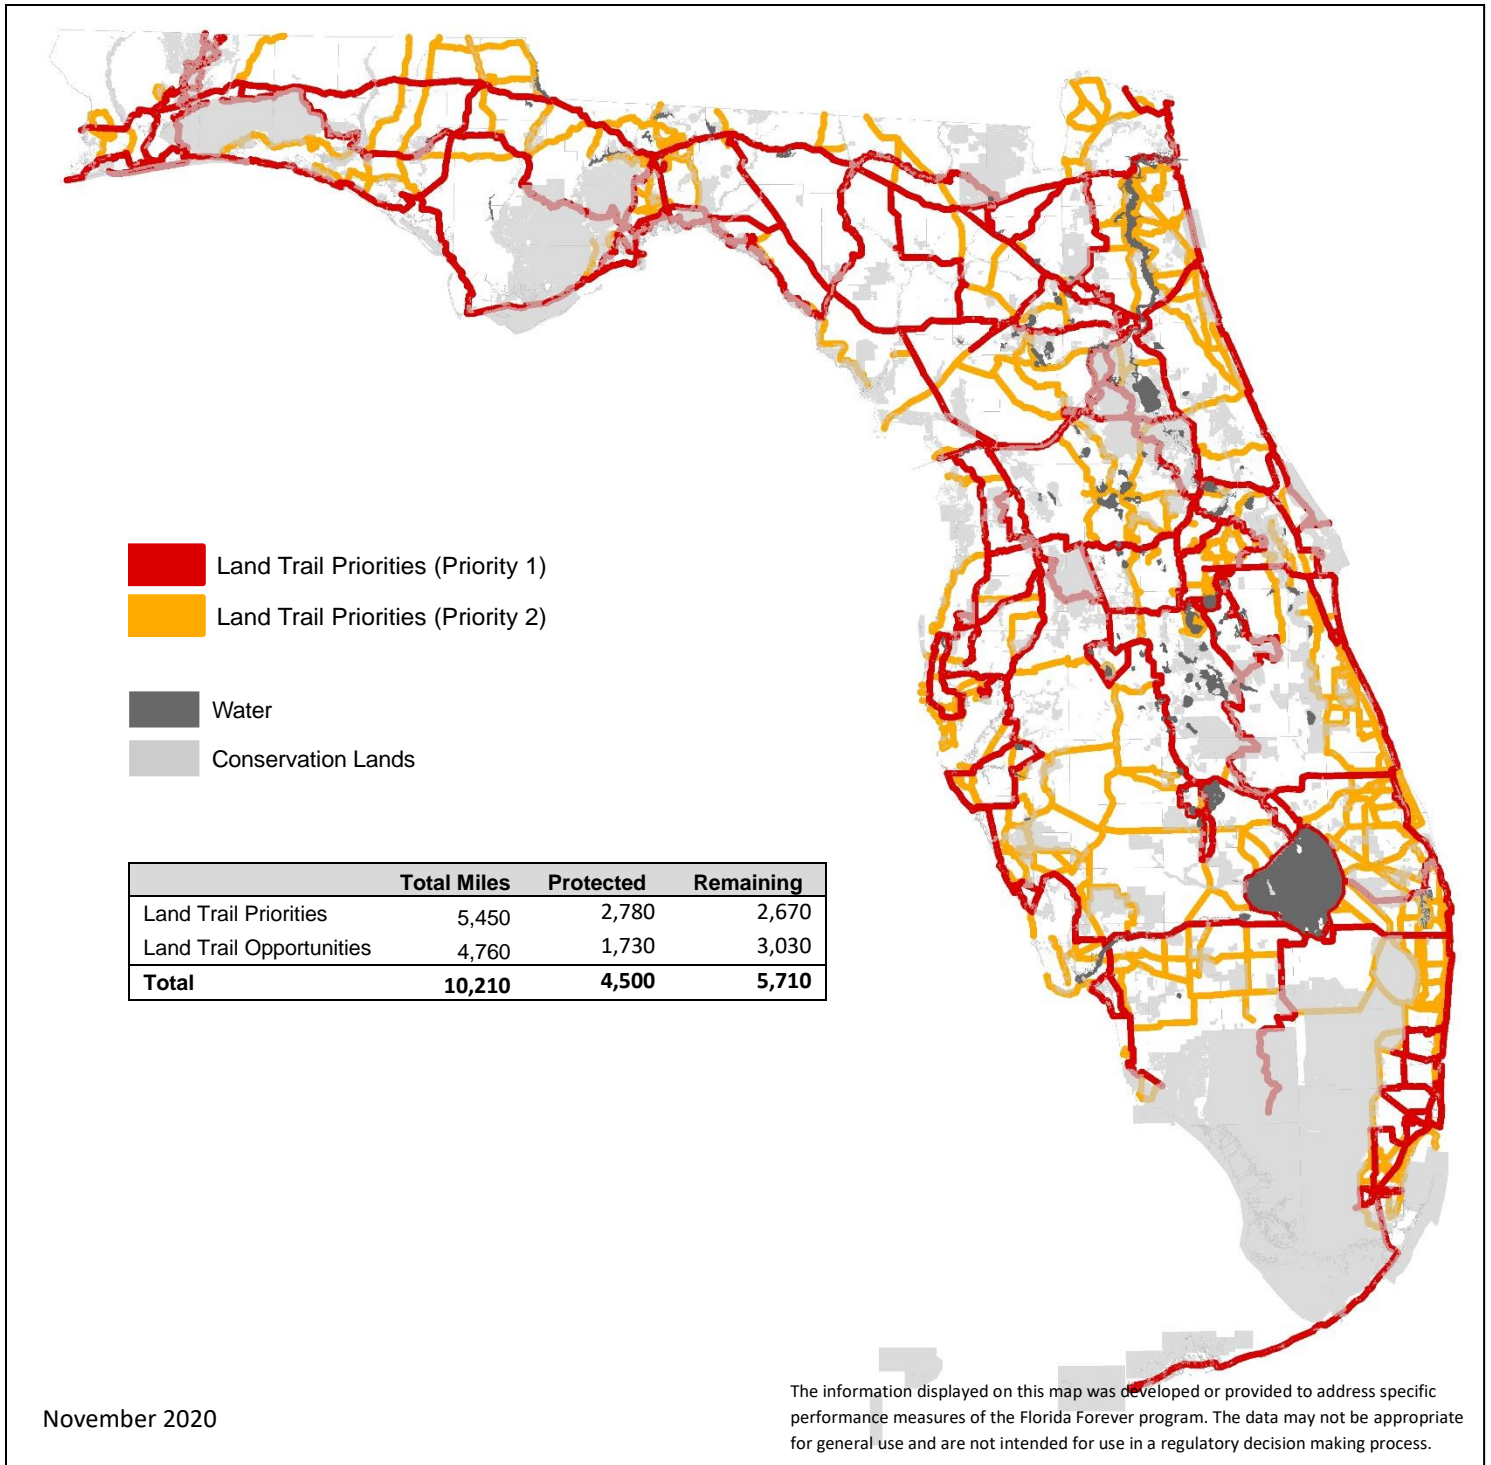 Land Trail Priorities (Priority 1)
Land Trail Priorities (Priority 2)
Water
Conservation Lands
Total Miles Protected Remaining
Land Trail Priorities 5,450 2,780 2,670
Land Trail Opportunities 4,760 1,730 3,030
Total 10,210 4,500 5,710
November 2020
The information displayed on this map was developed or provided to address specific
performance measures of the Florida Forever program. The data may not be appropriate
for general use and are not intended for use in a regulatory decision making process.